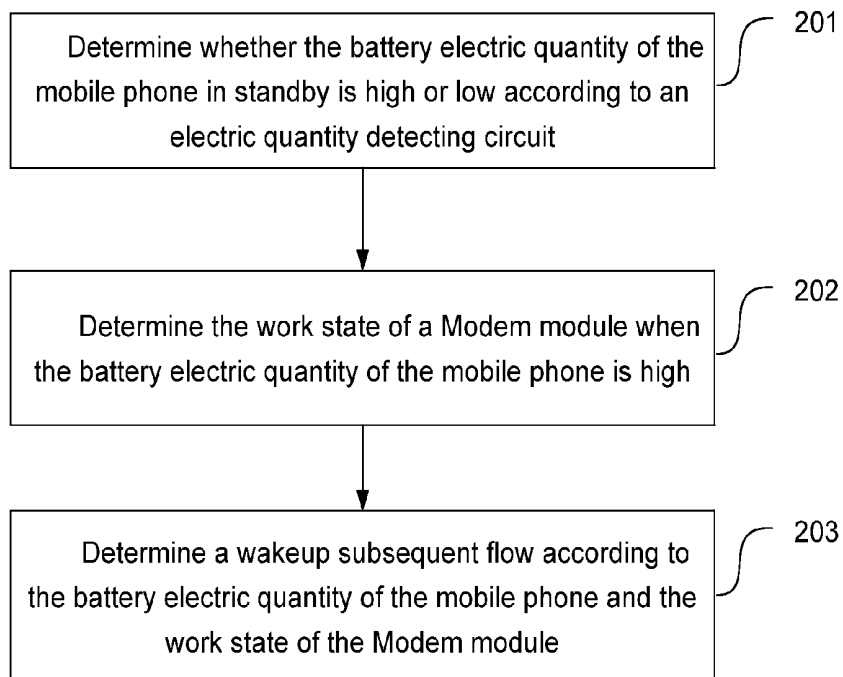 201
Determine whether the battery electric quantity of the
mobile phone in standby is high or low according to an
electric quantity detecting circuit
202
Determine the work state of a Modem module when
the battery electric quantity of the mobile phone is high
203
Determine a wakeup subsequent flow according to
the battery electric quantity of the mobile phone and the
work state of the Modem module